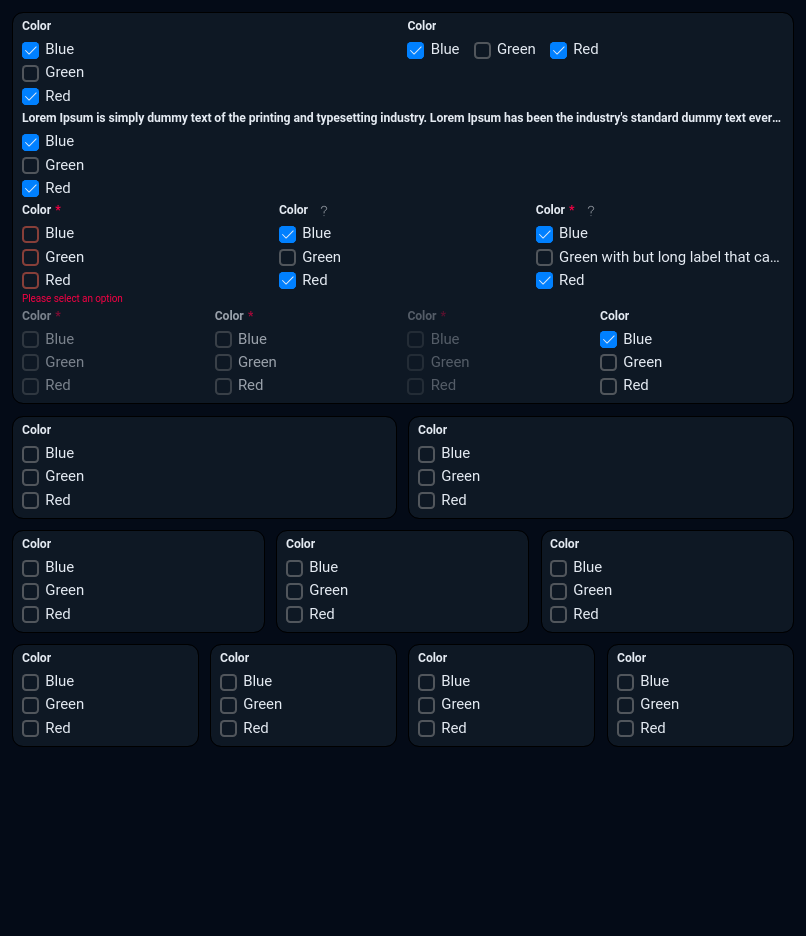 Color
Blue
Green
Red
Color
Blue Green Red
Lorem Ipsum is simply dummy text of the printing and typesetting industry. Lorem Ipsum has been the industry's standard dummy text ever...
Blue
Green
Red
Color *
Blue
Green
Red
Please select an option
Color ?
Blue
Green
Red
Color * ?
Blue
Green with but long label that ca...
Red
Color *
Blue
Green
Red
Color *
Blue
Green
Red
Color *
Blue
Green
Red
Color
Blue
Green
Red
Color
Blue
Green
Red
Color
Blue
Green
Red
Color
Blue
Green
Red
Color
Blue
Green
Red
Color
Blue
Green
Red
Color
Blue
Green
Red
Color
Blue
Green
Red
Color
Blue
Green
Red
Color
Blue
Green
Red